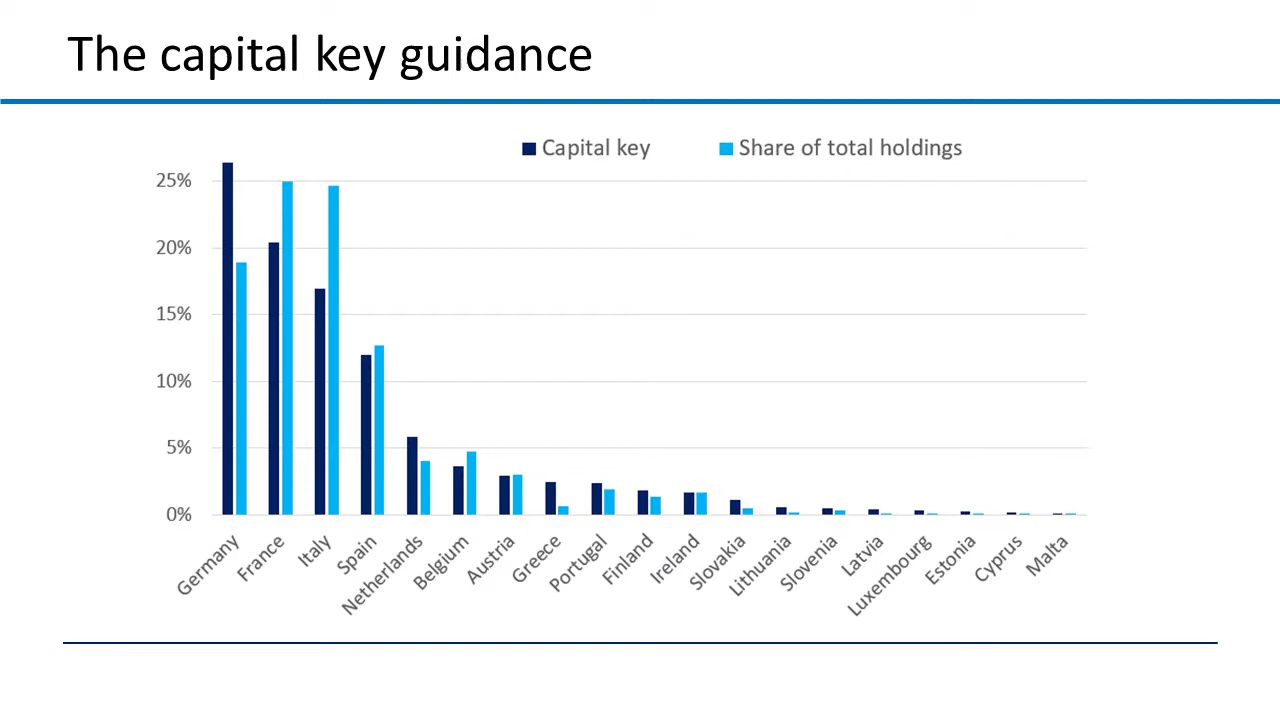 The capital key guidance
Capital key
Share of total holdings
25%
20%
15%
10%
5%
0%
Germany
France
Italy
Spain
Netherlands
Belgium
Austria
Greece
Portugal
Finland
Ireland
Slovakia
Lithuania
Slovenia
Latvia
Luxembourg
Estonia
Cyprus
Malta